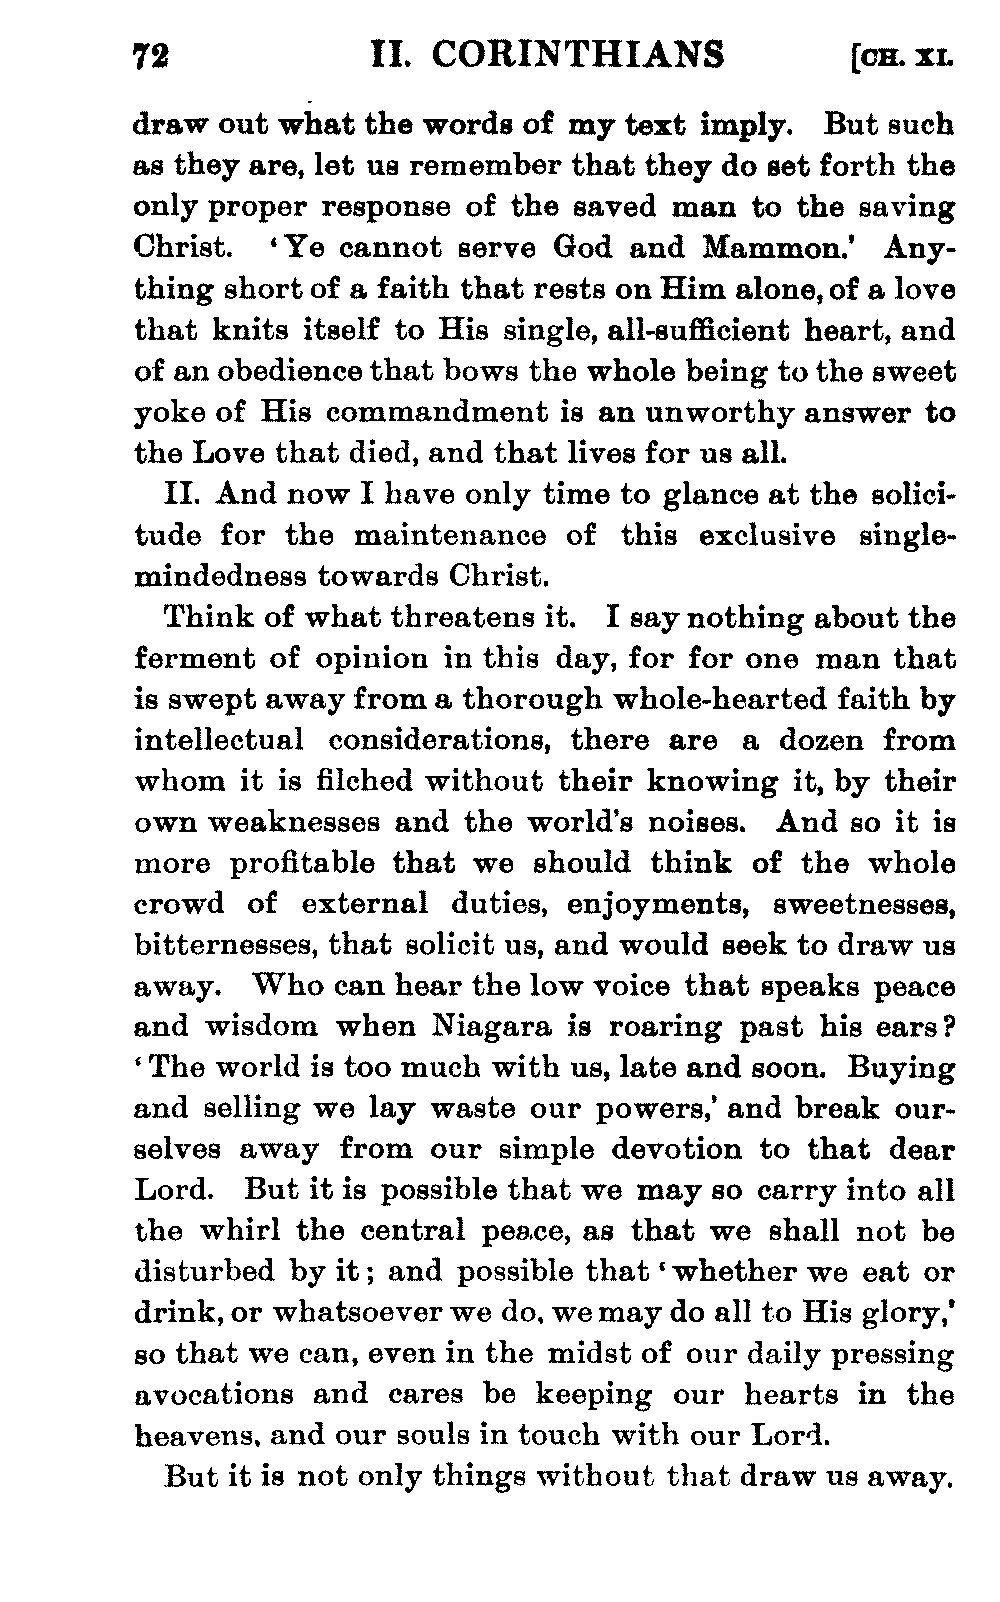 72 II. CORINTHIANS [CH. XI.
draw out what the words of my text imply. But such
as they are, let us remember that they do set forth the
only proper response of the saved man to the saving
Christ. ‘Ye cannot serve God and Mammon.’ Any-
thing short of a faith that rests on Him alone, of a love
that knits itself to His single, all-sufficient heart, and
of an obedience that bows the whole being to the sweet
yoke of His commandment is an unworthy answer to
the Love that died, and that lives for us all.
II. And now I have only time to glance at the solici-
tude for the maintenance of this exclusive single-
mindedness towards Christ.
Think of what threatens it. I say nothing about the
ferment of opinion in this day, for for one man that
is swept away from a thorough whole-hearted faith by
intellectual considerations, there are a dozen from
whom it is filched without their knowing it, by their
own weaknesses and the world’s noises. And so it is
more profitable that we should think of the whole
crowd of external duties, enjoyments, sweetnesses,
bitternesses, that solicit us, and would seek to draw us
away. Who can hear the low voice that speaks peace
and wisdom when Niagara is roaring past his ears?
‘The world is too much with us, late and soon. Buying
and selling we lay waste our powers,’ and break our-
selves away from our simple devotion to that dear
Lord. But it is possible that we may so carry into all
the whirl the central peace, as that we shall not be
disturbed by it; and possible that ‘whether we eat or
drink, or whatsoever we do, we may do all to His glory,’
so that we can, even in the midst of our daily pressing
avocations and cares be keeping our hearts in the
heavens, and our souls in touch with our Lord.
But it is not only things without that draw us away.